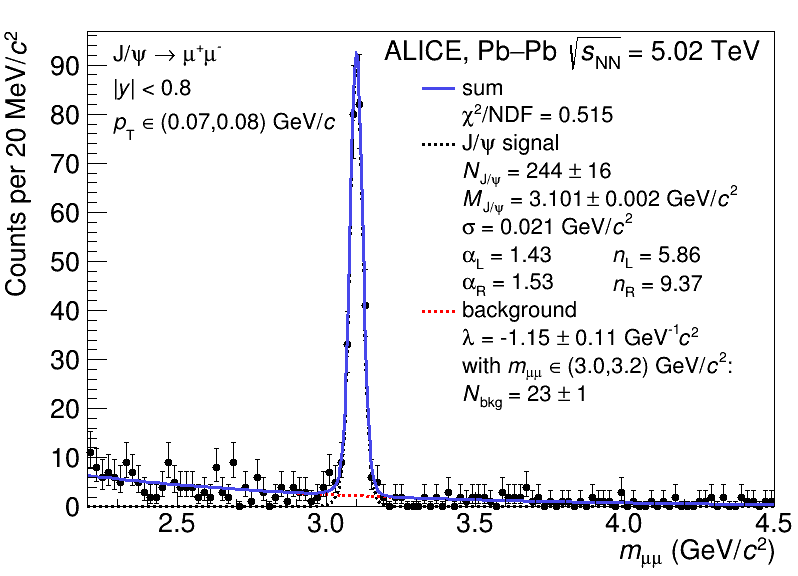 J/ψ → μ⁺μ⁻
|y| < 0.8
p_T ∈ (0.07,0.08) GeV/c
ALICE, Pb–Pb √s_NN = 5.02 TeV
sum
χ²/NDF = 0.515
J/ψ signal
N_J/ψ = 244 ± 16
M_J/ψ = 3.101 ± 0.002 GeV/c²
σ = 0.021 GeV/c²
α_L = 1.43 n_L = 5.86
α_R = 1.53 n_R = 9.37
background
λ = -1.15 ± 0.11 GeV⁻¹c²
with m_μμ ∈ (3.0,3.2) GeV/c²:
N_bkg = 23 ± 1
Counts per 20 MeV/c²
90
80
70
60
50
40
30
20
10
0
2.5 3.0 3.5 4.0 4.5
m_μμ (GeV/c²)